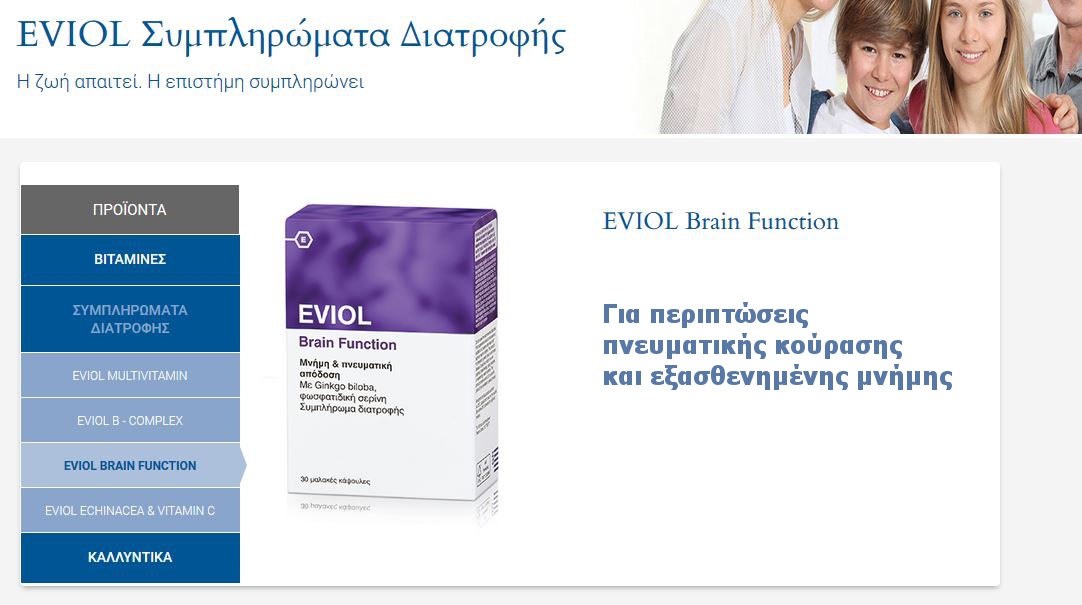 EVIOL Συμπληρώματα Διατροφής
Η ζωή απαιτεί. Η επιστήμη συμπληρώνει
ΠΡΟΪΟΝΤΑ
ΒΙΤΑΜΙΝΕΣ
ΣΥΜΠΛΗΡΩΜΑΤΑ
ΔΙΑΤΡΟΦΗΣ
EVIOL MULTIVITAMIN
EVIOL B - COMPLEX
EVIOL BRAIN FUNCTION
EVIOL ECHINACEA & VITAMIN C
ΚΑΛΛΥΝΤΙΚΑ
E
EVIOL
Brain Function
Μνήμη & πνευματική
απόδοση
Με Ginkgo biloba,
φωσφατιδική σερίνη
Συμπλήρωμα διατροφής
30 μαλακές κάψουλες
EVIOL Brain Function
Για περιπτώσεις
πνευματικής κούρασης
και εξασθενημένης μνήμης